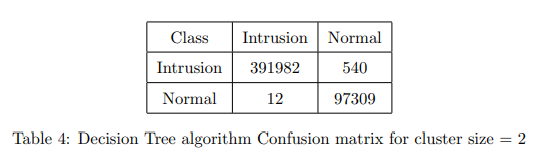 Class Intrusion Normal
Intrusion 391982 540
Normal 12 97309
Table 4: Decision Tree algorithm Confusion matrix for cluster size = 2